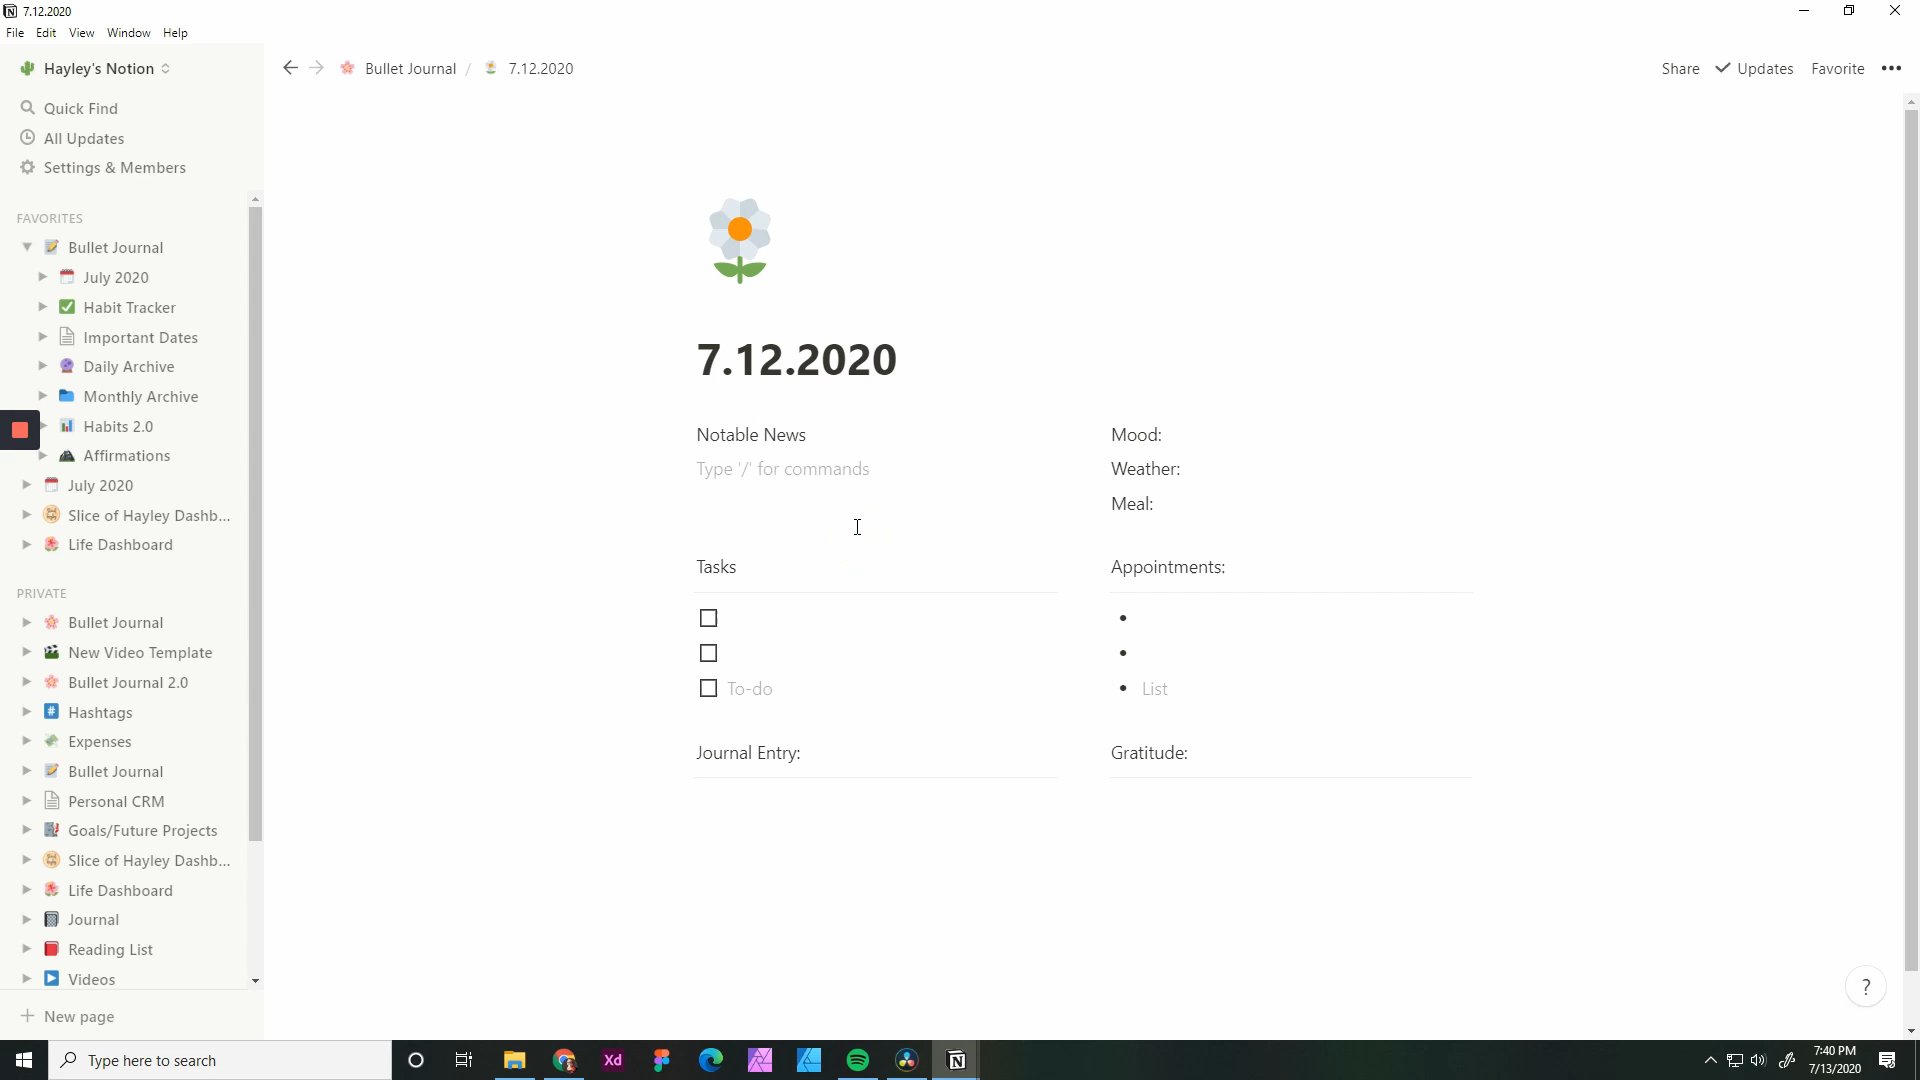 7.12.2020
File Edit View Window Help
Hayley's Notion
Bullet Journal / 7.12.2020
Share Updates Favorite •••
Quick Find
All Updates
Settings & Members
FAVORITES
Bullet Journal
July 2020
Habit Tracker
Important Dates
Daily Archive
Monthly Archive
Habits 2.0
Affirmations
July 2020
Slice of Hayley Dashb...
Life Dashboard
PRIVATE
Bullet Journal
New Video Template
Bullet Journal 2.0
Hashtags
Expenses
Bullet Journal
Personal CRM
Goals/Future Projects
Slice of Hayley Dashb...
Life Dashboard
Journal
Reading List
Videos
New page
7.12.2020
Notable News
Type '/' for commands
Mood:
Weather:
Meal:
Tasks
To-do
Appointments:
List
Journal Entry:
Gratitude:
?
Type here to search
Xd
7:40 PM
7/13/2020